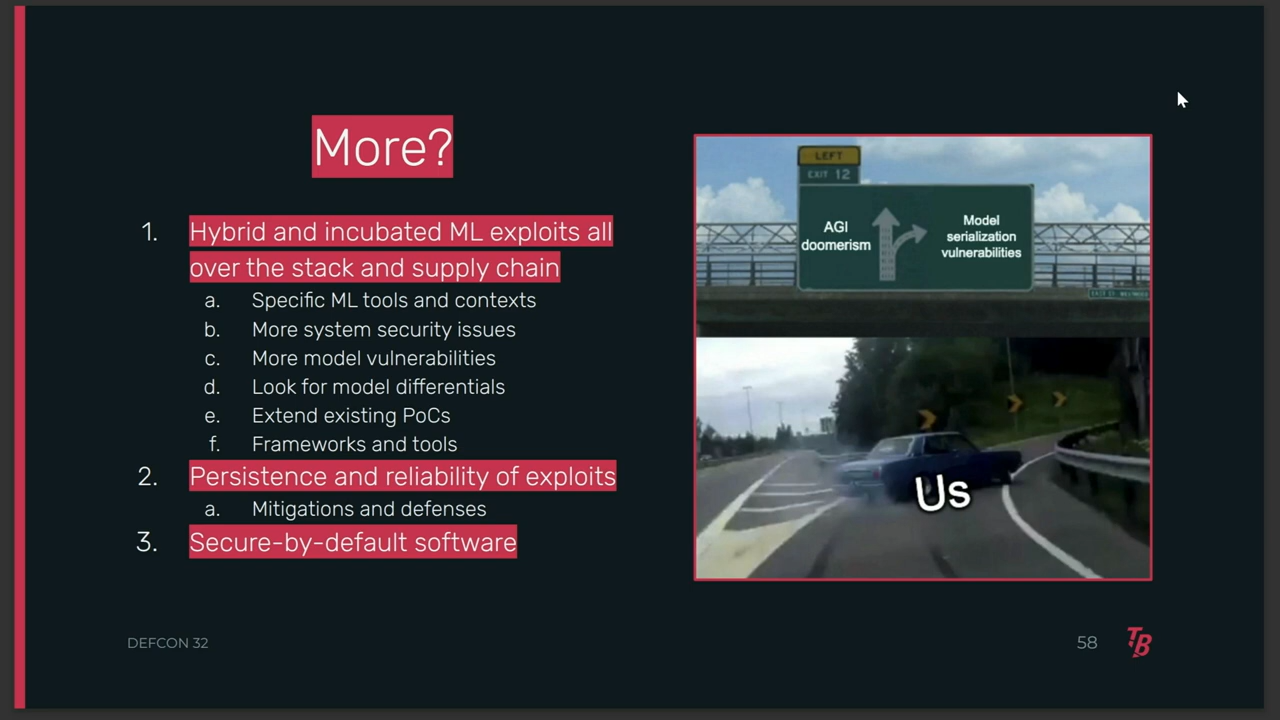 More?
1. Hybrid and incubated ML exploits all
over the stack and supply chain
a. Specific ML tools and contexts
b. More system security issues
c. More model vulnerabilities
d. Look for model differentials
e. Extend existing PoCs
f. Frameworks and tools
2. Persistence and reliability of exploits
a. Mitigations and defenses
3. Secure-by-default software
LEFT
EXIT 12
AGI
doomerism
Model
serialization
vulnerabilities
Us
DEFCON 32
58
TB